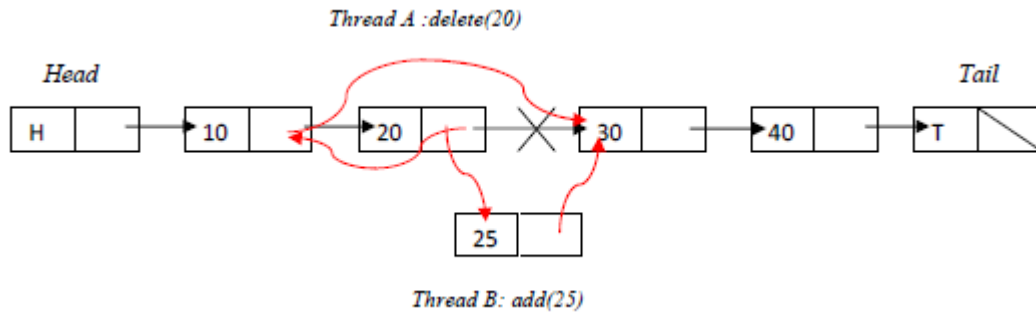 Thread A :delete(20)
Head Tail
H 10 20 30 40 T
25
Thread B: add(25)